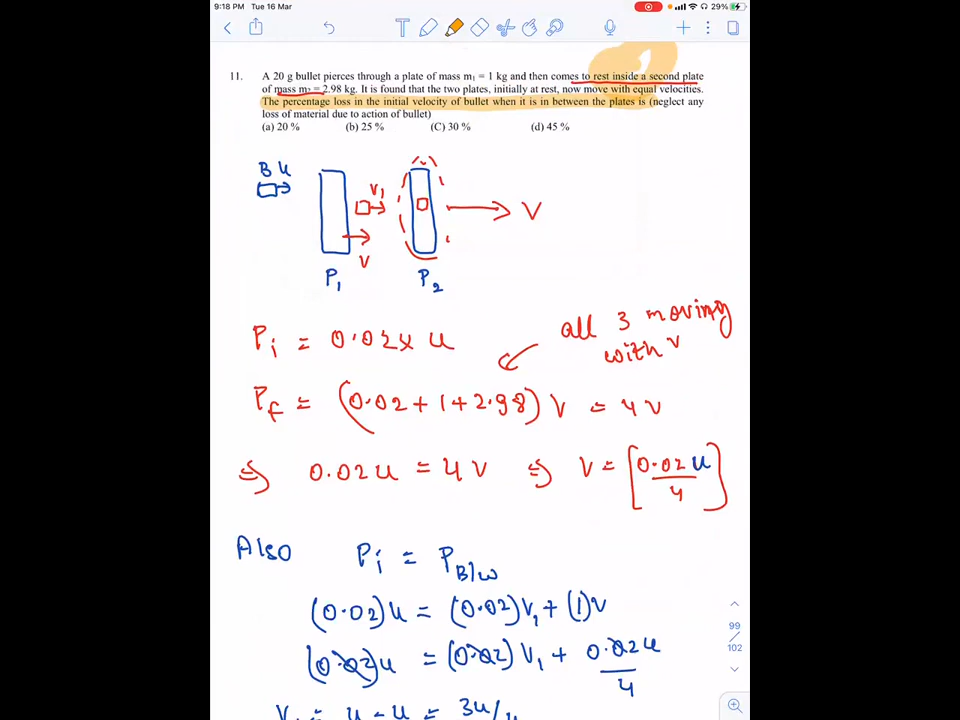 9:18 PM Tue 16 Mar
29%
11. A 20 g bullet pierces through a plate of mass m₁ = 1 kg and then comes to rest inside a second plate
of mass m₂ = 2.98 kg. It is found that the two plates, initially at rest, now move with equal velocities.
The percentage loss in the initial velocity of bullet when it is in between the plates is (neglect any
loss of material due to action of bullet)
(a) 20 % (b) 25 % (C) 30 % (d) 45 %
B u
V₁
V
V
P₁ P₂
all 3 moving
with v
Pᵢ = 0.02 x u
Pf = (0.02 + 1 + 2.98) V = 4V
⇒ 0.02u = 4V ⇒ V = [0.02u/4]
Also Pᵢ = P B/w
(0.02)u = (0.02)V₁ + (1)V
(0.02)u = (0.02)V₁ + 0.02u/4
99
102